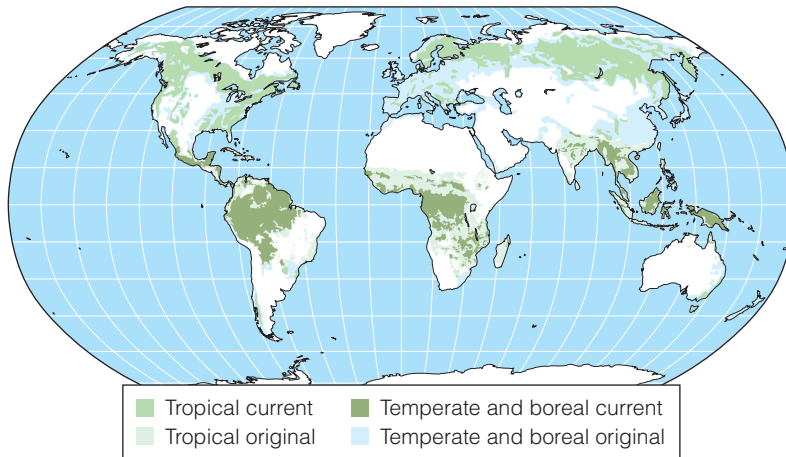 Tropical current
Temperate and boreal current
Tropical original
Temperate and boreal original